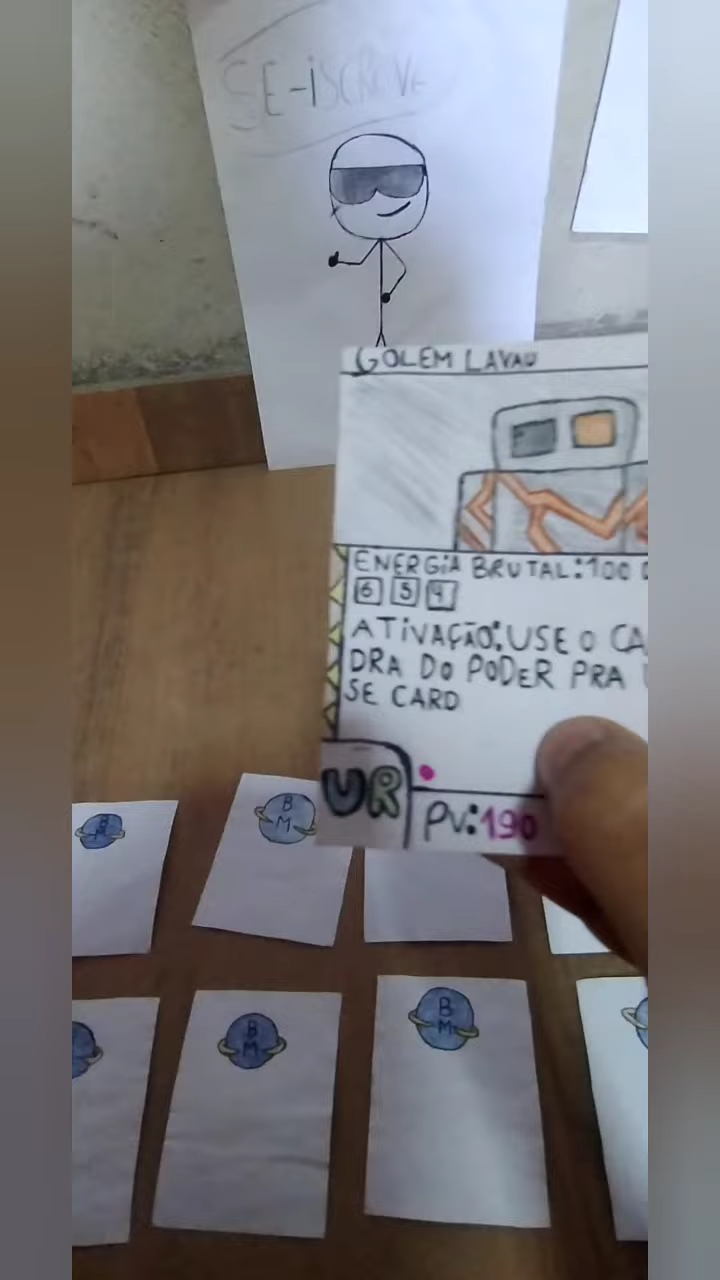 SE-iSCREVE
GOLEM LAVAU
ENERGiA BRUTAL:100
6 5 4
ATiVAÇÃO:USE O CA
DRA DO PODER PRA
SE CARD
UR
PV:190
B
M
B
M
B
M
B
M